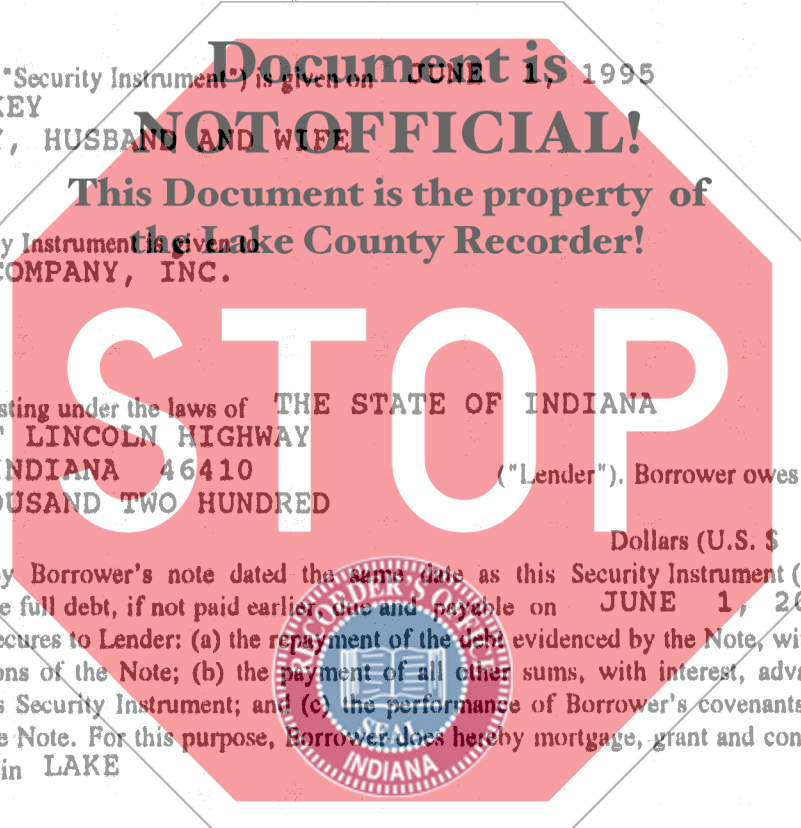 Document is
"Security Instrument") is given on JUNE 1, 1995
KEY
NOT OFFICIAL!
, HUSBAND AND WIFE
This Document is the property of
the Lake County Recorder!
y Instrument is given to
COMPANY, INC.
STOP
sting under the laws of THE STATE OF INDIANA
LINCOLN HIGHWAY
INDIANA 46410
("Lender"). Borrower owes
OUSAND TWO HUNDRED
Dollars (U.S. $
y Borrower's note dated the same date as this Security Instrument (
e full debt, if not paid earlier, due and payable on JUNE 1, 20
ecures to Lender: (a) the repayment of the debt evidenced by the Note, wi
ons of the Note; (b) the payment of all other sums, with interest, adva
s Security Instrument; and (c) the performance of Borrower's covenants
e Note. For this purpose, Borrower does hereby mortgage, grant and con
in LAKE
RECORDER'S OFFICE
SEAL
INDIANA